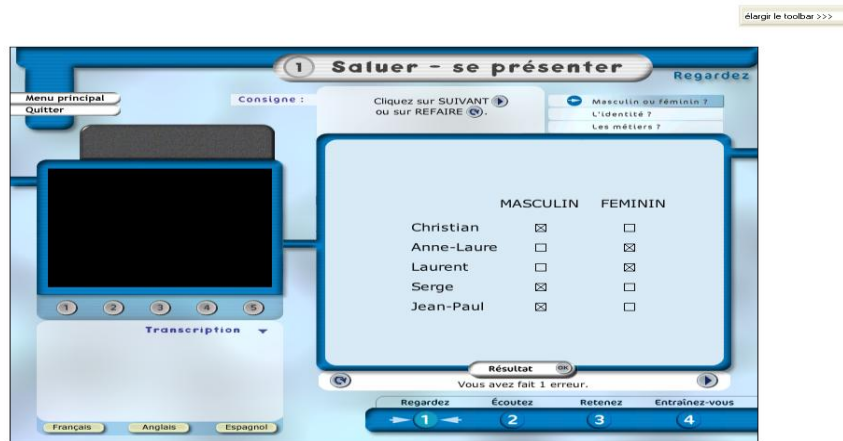 élargir le toolbar >>>
1 Saluer - se présenter
Regardez
Menu principal
Quitter
Consigne :
Cliquez sur SUIVANT
ou sur REFAIRE .
Masculin ou féminin ?
L'identité ?
Les métiers ?
MASCULIN FEMININ
Christian
Anne-Laure
Laurent
Serge
Jean-Paul
1 2 3 4 5
Transcription
Résultat OK
Vous avez fait 1 erreur.
Français Anglais Espagnol
Regardez Écoutez Retenez Entraînez-vous
1 2 3 4